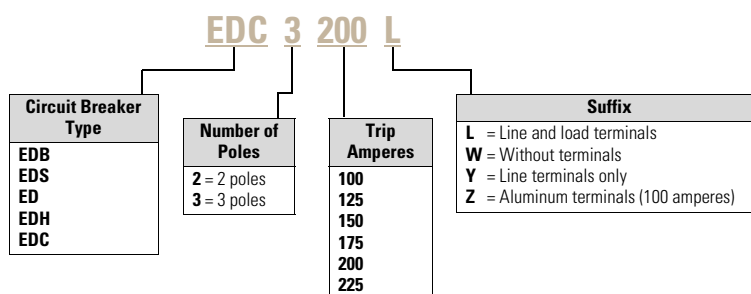 EDC 3 200 L
Circuit Breaker
Type
EDB
EDS
ED
EDH
EDC
Number of
Poles
2 = 2 poles
3 = 3 poles
Trip
Amperes
100
125
150
175
200
225
Suffix
L = Line and load terminals
W = Without terminals
Y = Line terminals only
Z = Aluminum terminals (100 amperes)